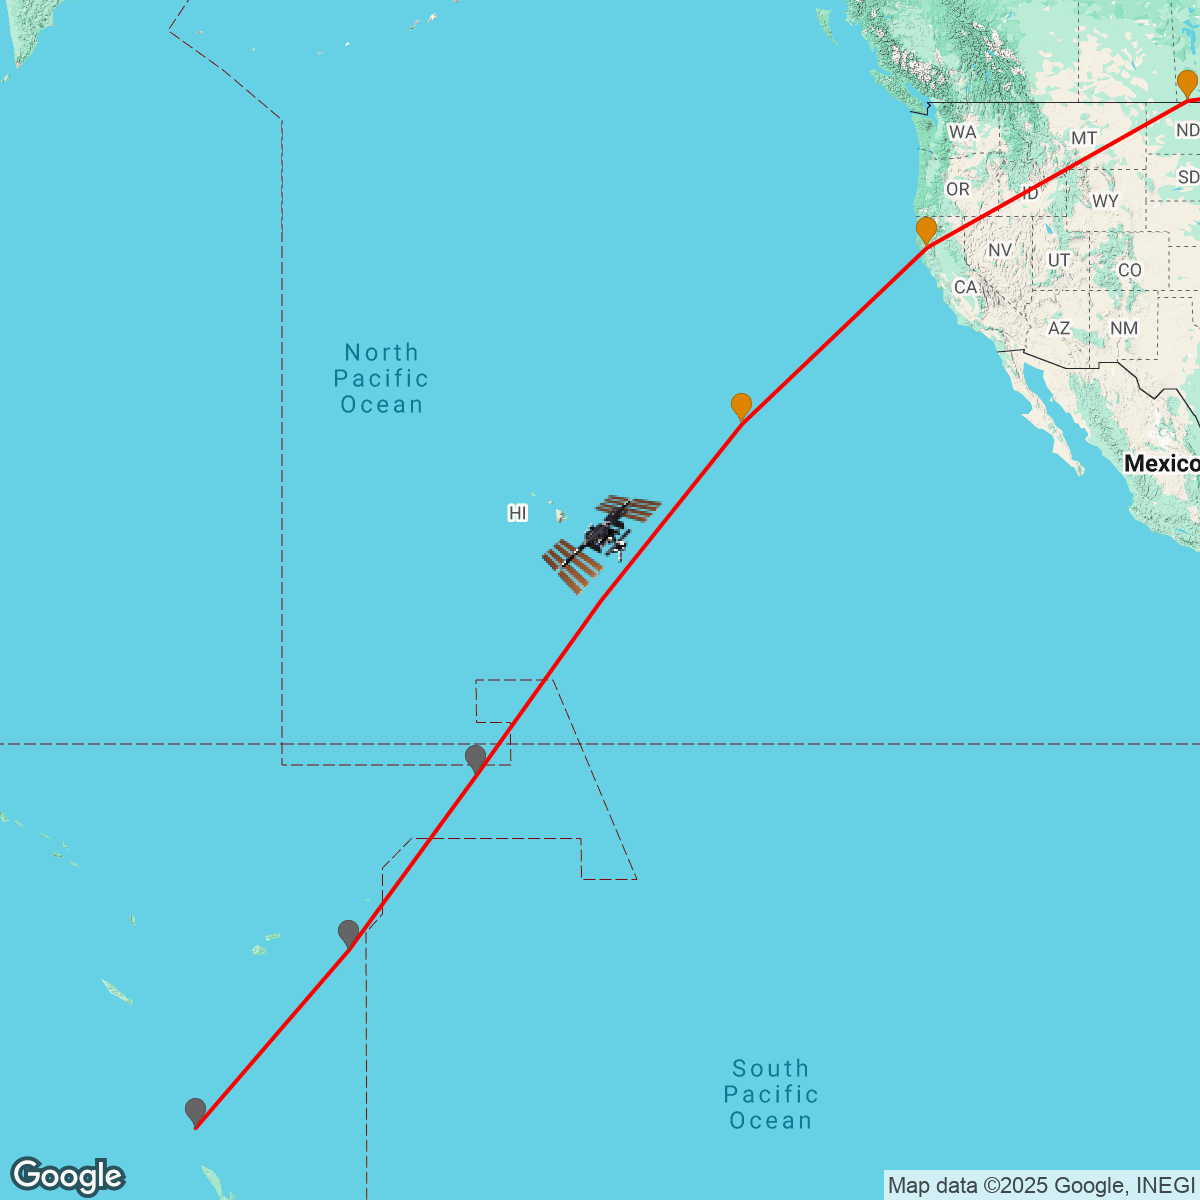 WA
MT
ND
OR
ID
SD
WY
NV
UT
CO
CA
AZ
NM
North
Pacific
Ocean
Mexico
HI
South
Pacific
Ocean
Google
Map data ©2025 Google, INEGI